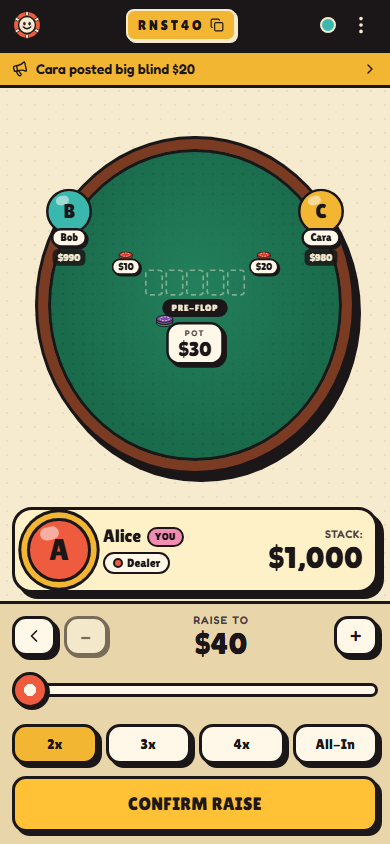 RNST4O
Cara posted big blind $20
B
Bob
$990
C
Cara
$980
$10
$20
PRE-FLOP
POT
$30
A
Alice YOU
Dealer
STACK:
$1,000
RAISE TO
$40
2x 3x 4x All-In
CONFIRM RAISE